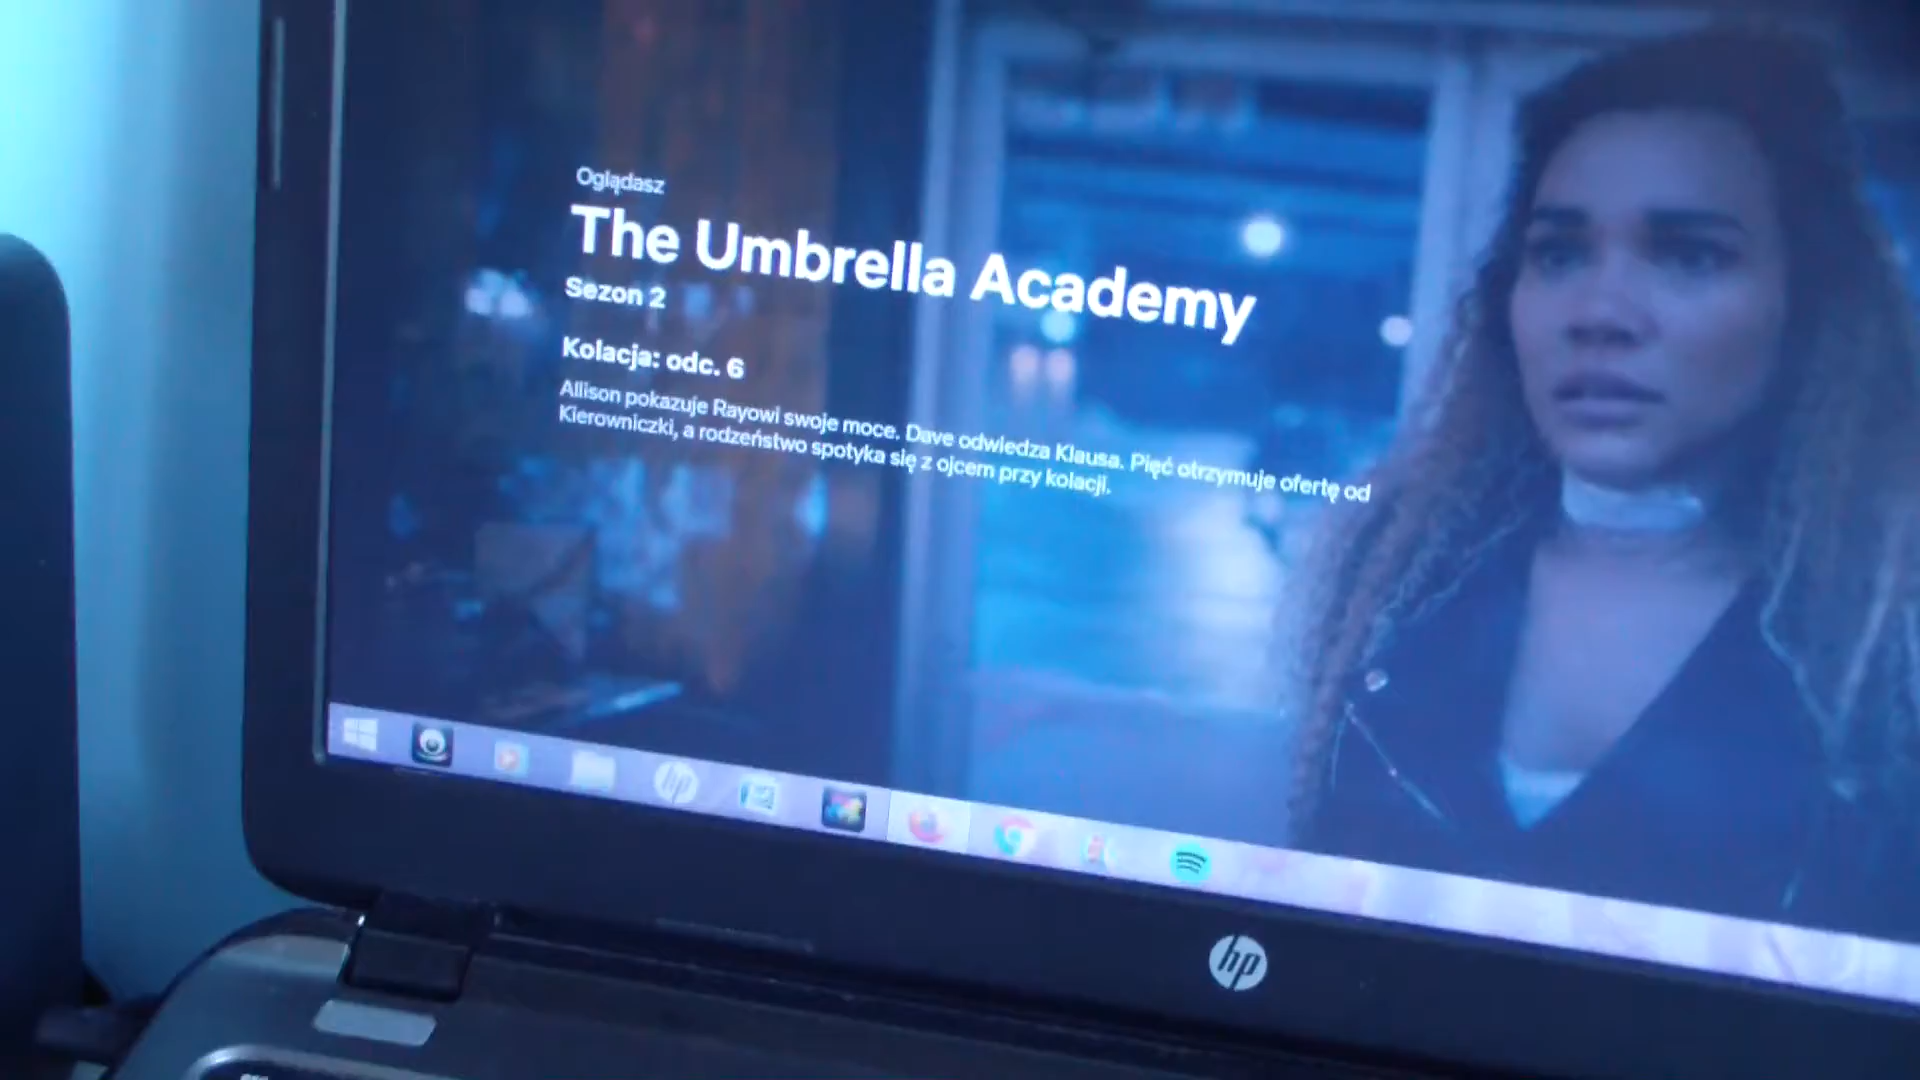 Oglądasz
The Umbrella Academy
Sezon 2
Kolacja: odc. 6
Allison pokazuje Rayowi swoje moce. Dave odwiedza Klausa. Pięć otrzymuje ofertę od
Kierowniczki, a rodzeństwo spotyka się z ojcem przy kolacji.
hp
hp